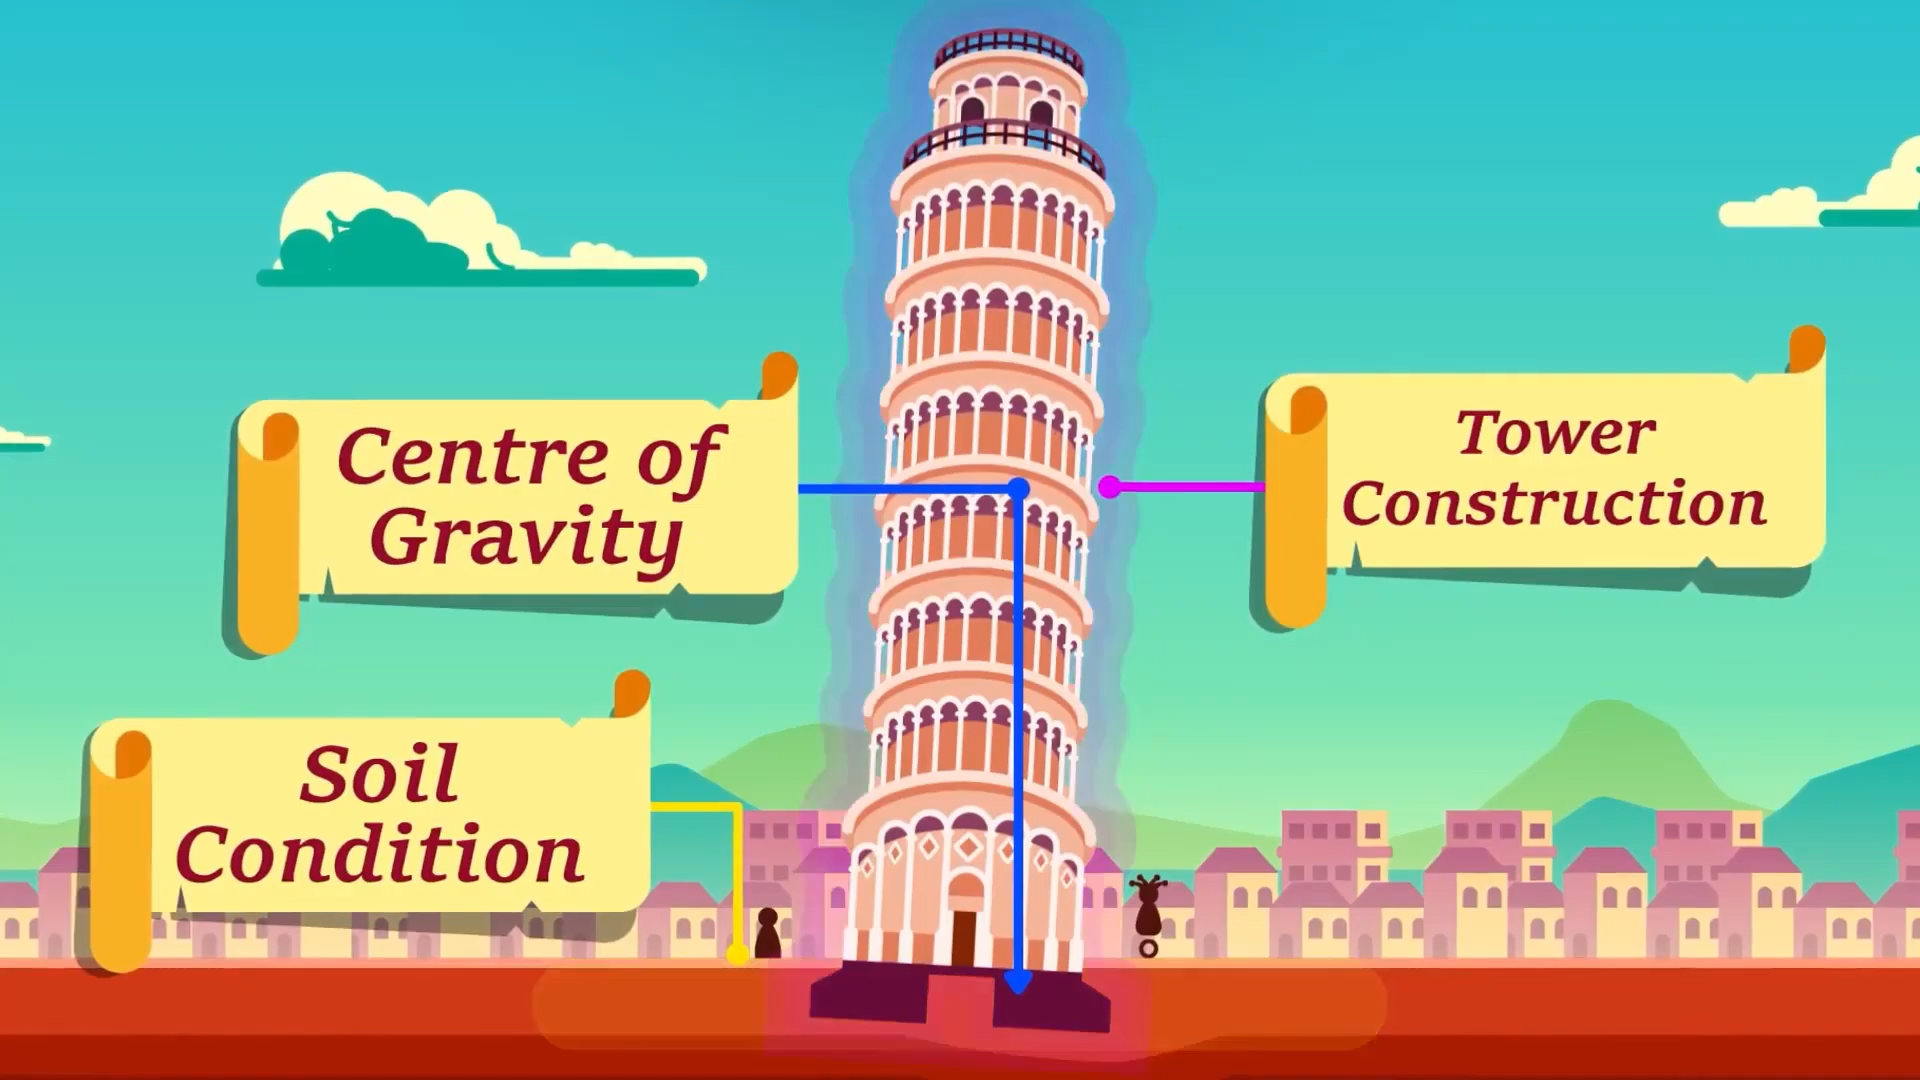 Centre of
Gravity
Tower
Construction
Soil
Condition